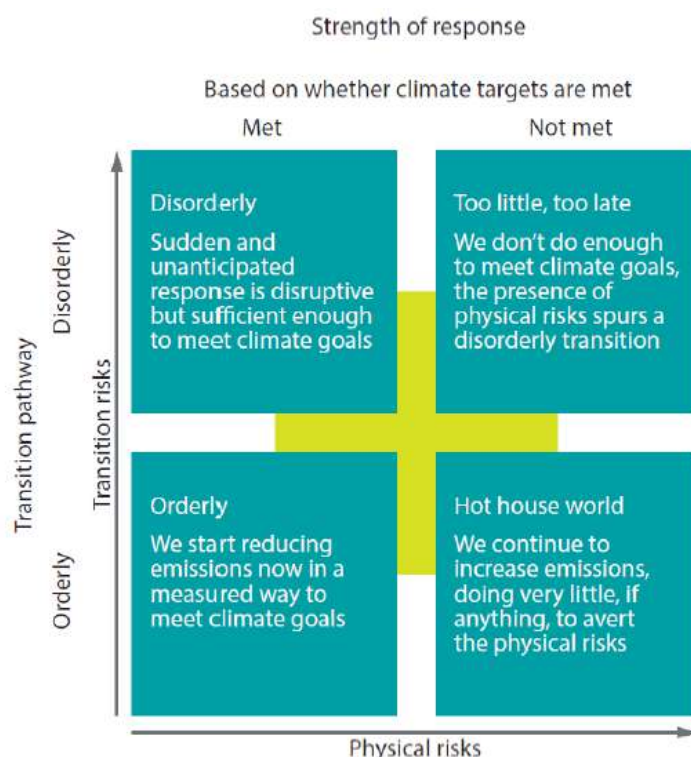 Strength of response
Based on whether climate targets are met
Met
Not met
Transition pathway
Disorderly
Orderly
Transition risks
Disorderly
Sudden and
unanticipated
response is disruptive
but sufficient enough
to meet climate goals
Too little, too late
We don't do enough
to meet climate goals,
the presence of
physical risks spurs a
disorderly transition
Orderly
We start reducing
emissions now in a
measured way to
meet climate goals
Hot house world
We continue to
increase emissions,
doing very little, if
anything, to avert
the physical risks
Physical risks